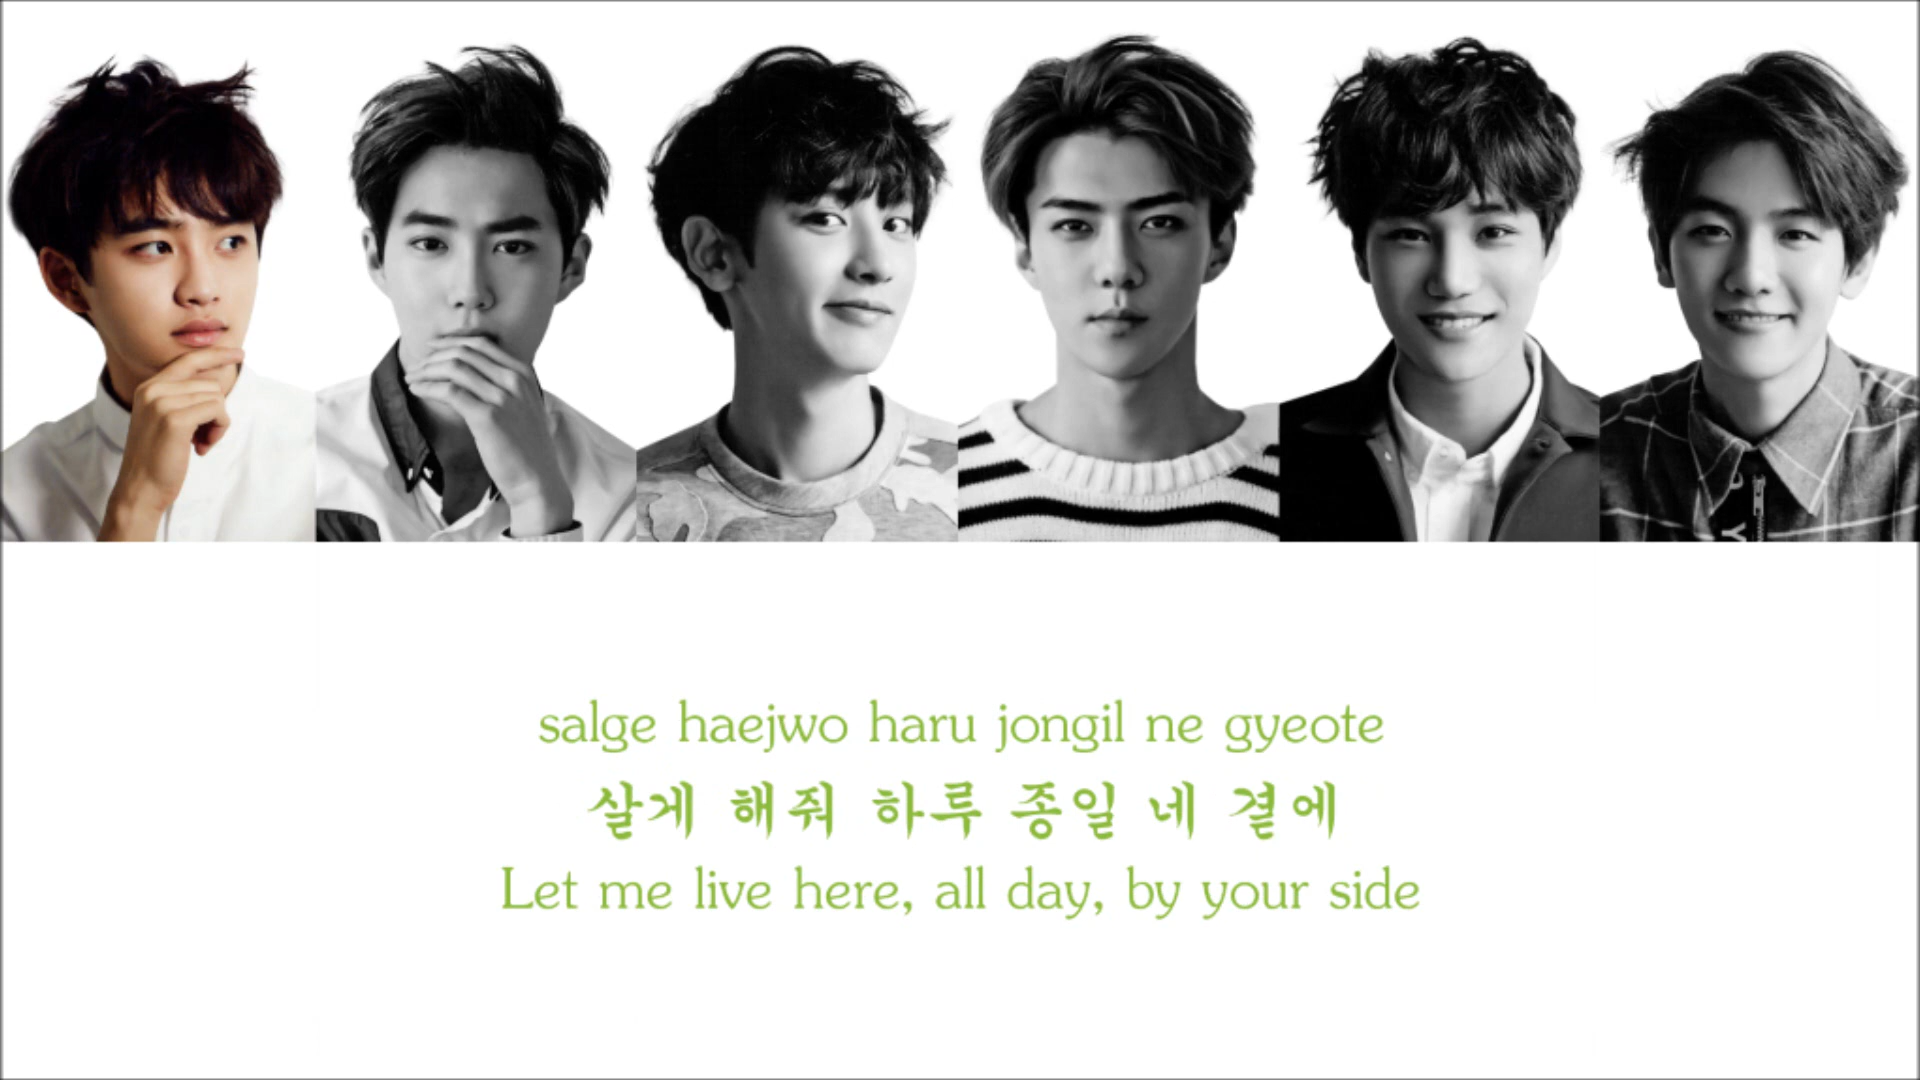 salge haejwo haru jongil ne gyeote
살게 해줘 하루 종일 네 곁에
Let me live here, all day, by your side